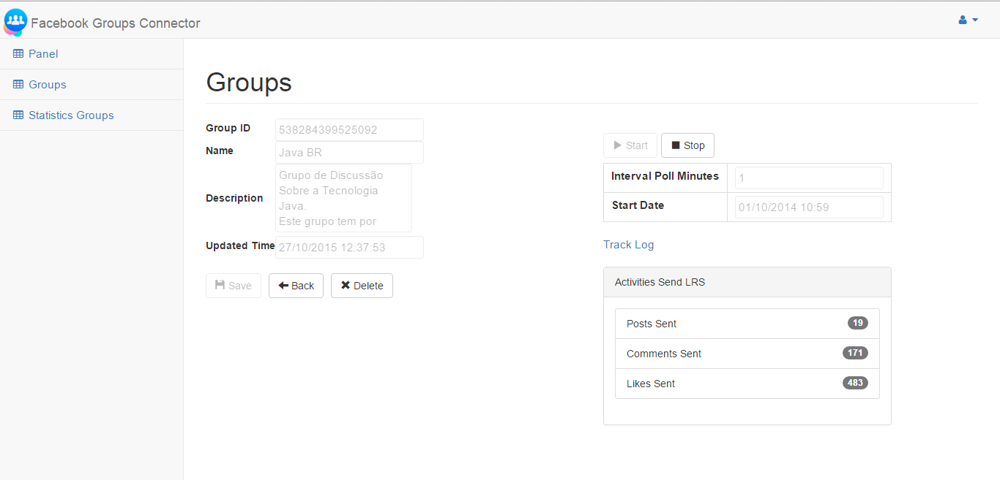 Facebook Groups Connector
Panel
Groups
Statistics Groups
Groups
Group ID 538284399525092
Name Java BR
Description
Grupo de Discussão
Sobre a Tecnologia
Java.
Este grupo tem por
Updated Time 27/10/2015 12:37:53
Save Back Delete
Start Stop
Interval Poll Minutes 1
Start Date 01/10/2014 10:59
Track Log
Activities Send LRS
Posts Sent 19
Comments Sent 171
Likes Sent 483